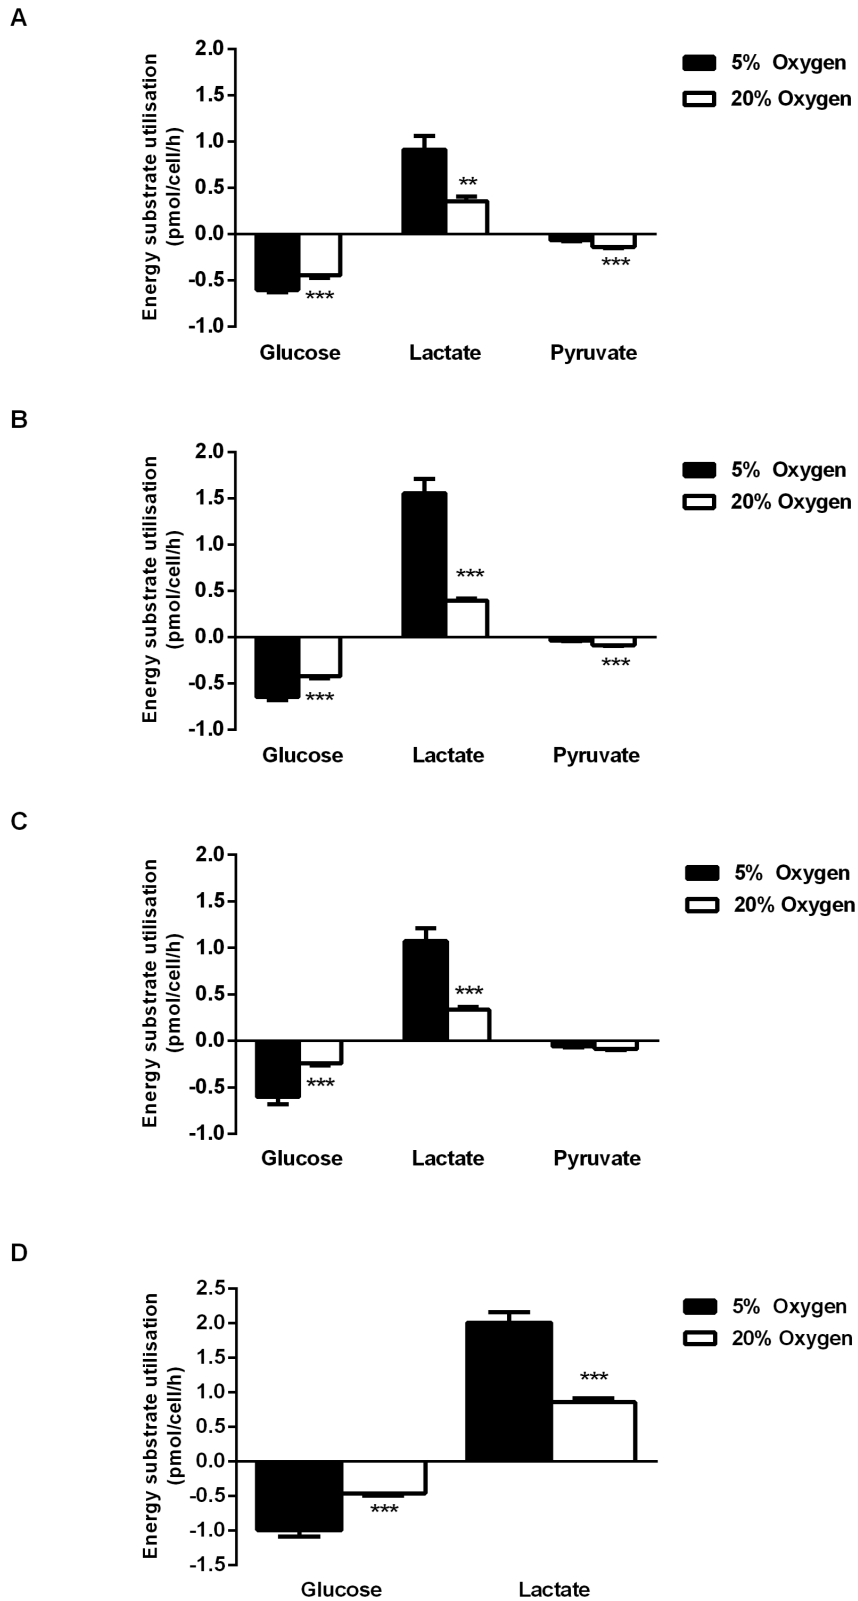 A
Energy substrate utilisation
(pmol/cell/h)
2.0
1.5
1.0
0.5
0.0
-0.5
-1.0
**
***
***
Glucose Lactate Pyruvate
5% Oxygen
20% Oxygen
B
Energy substrate utilisation
(pmol/cell/h)
2.0
1.5
1.0
0.5
0.0
-0.5
-1.0
***
***
***
Glucose Lactate Pyruvate
5% Oxygen
20% Oxygen
C
Energy substrate utilisation
(pmol/cell/h)
2.0
1.5
1.0
0.5
0.0
-0.5
-1.0
***
***
Glucose Lactate Pyruvate
5% Oxygen
20% Oxygen
D
Energy substrate utilisation
(pmol/cell/h)
2.5
2.0
1.5
1.0
0.5
0.0
-0.5
-1.0
-1.5
***
***
Glucose Lactate
5% Oxygen
20% Oxygen